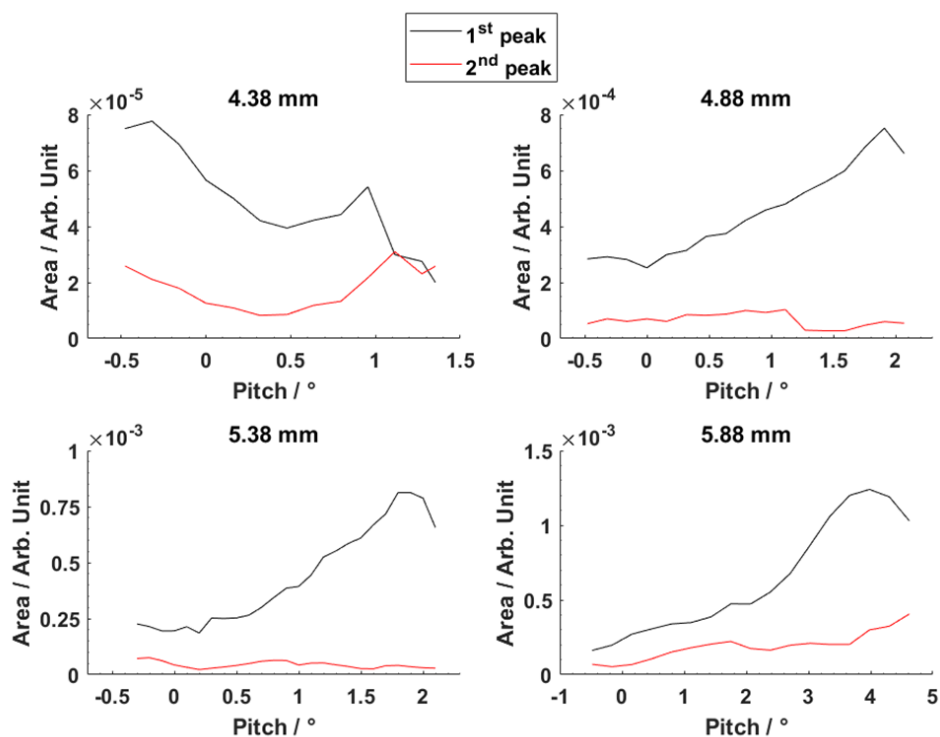 1st peak
2nd peak
×10-5
4.38 mm
8
6
4
2
0
Area / Arb. Unit
-0.5 0 0.5 1 1.5
Pitch / °
×10-4
4.88 mm
8
6
4
2
0
Area / Arb. Unit
-0.5 0 0.5 1 1.5 2
Pitch / °
×10-3
5.38 mm
1
0.75
0.5
0.25
0
Area / Arb. Unit
0 0.5 1 1.5 2
Pitch / °
×10-3
5.88 mm
1.5
1
0.5
0
Area / Arb. Unit
-1 0 1 2 3 4 5
Pitch / °